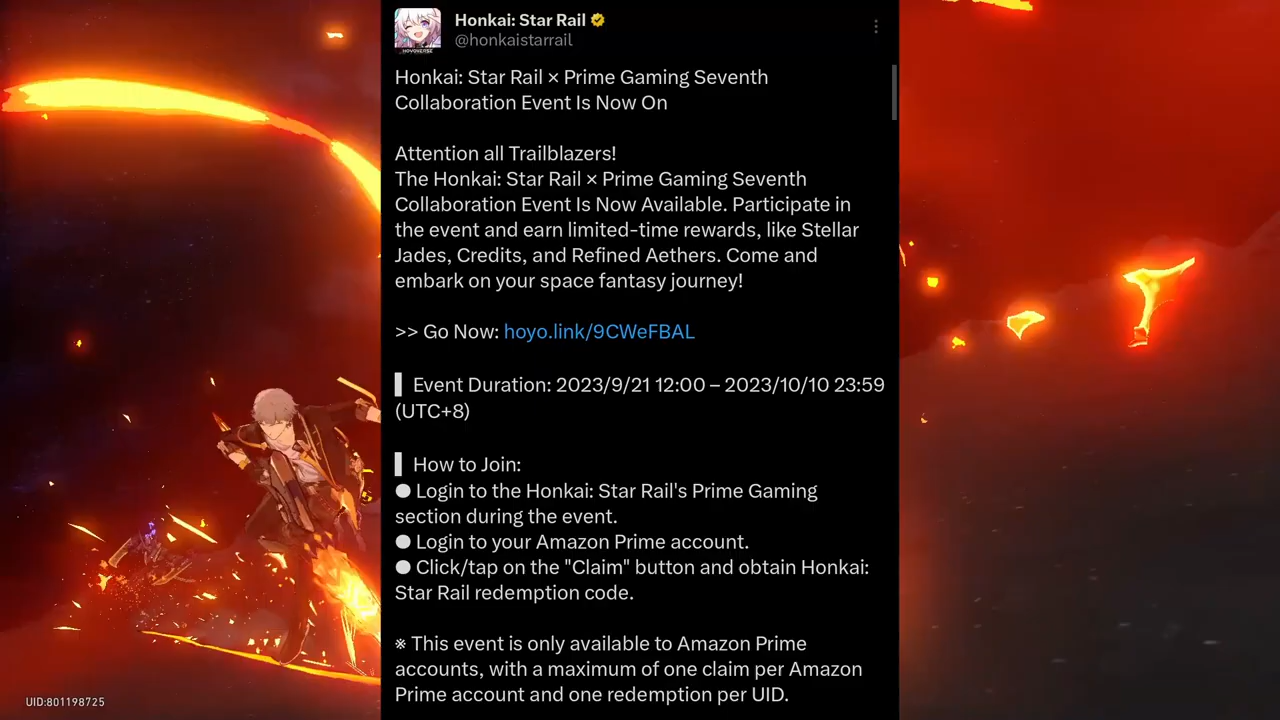 Honkai: Star Rail
@honkaistarrail
HOYOVERSE
Honkai: Star Rail × Prime Gaming Seventh
Collaboration Event Is Now On
Attention all Trailblazers!
The Honkai: Star Rail × Prime Gaming Seventh
Collaboration Event Is Now Available. Participate in
the event and earn limited-time rewards, like Stellar
Jades, Credits, and Refined Aethers. Come and
embark on your space fantasy journey!
>> Go Now: hoyo.link/9CWeFBAL
▌ Event Duration: 2023/9/21 12:00 – 2023/10/10 23:59
(UTC+8)
▌ How to Join:
● Login to the Honkai: Star Rail's Prime Gaming
section during the event.
● Login to your Amazon Prime account.
● Click/tap on the "Claim" button and obtain Honkai:
Star Rail redemption code.
※ This event is only available to Amazon Prime
accounts, with a maximum of one claim per Amazon
Prime account and one redemption per UID.
UID:801198725